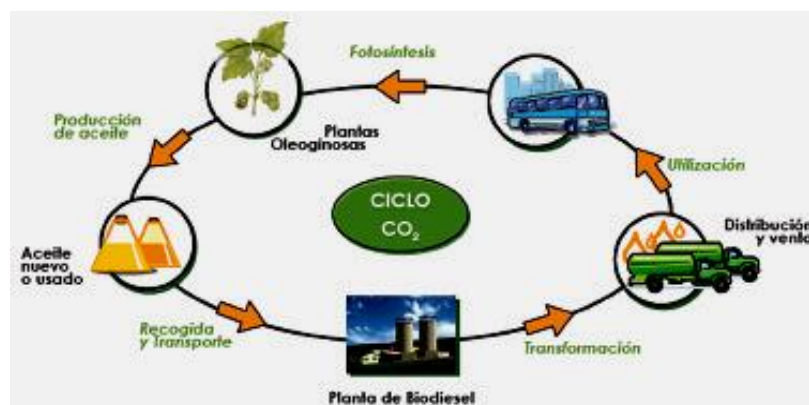 Fotosíntesis
Producción
de aceite
Plantas
Oleoginosas
Utilización
CICLO
CO₂
Distribución
y venta
Aceite
nuevo
o usado
Recogida
y Transporte
Transformación
Planta de Biodiesel